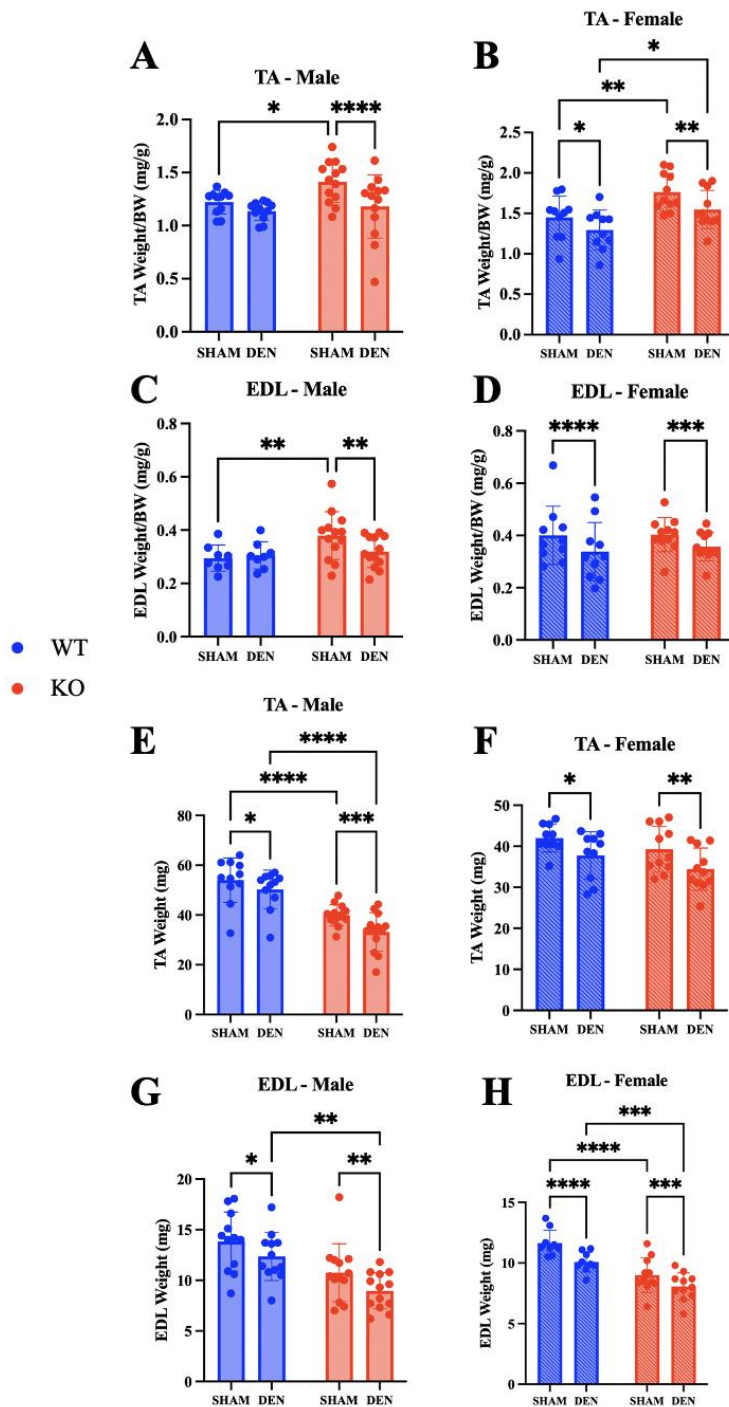 A
TA - Male
*
****
TA Weight/BW (mg/g)
2.0
1.5
1.0
0.5
0.0
SHAM DEN SHAM DEN
B
TA - Female
*
**
*
**
TA Weight/BW (mg/g)
2.5
2.0
1.5
1.0
0.5
0.0
SHAM DEN SHAM DEN
C
EDL - Male
**
**
EDL Weight/BW (mg/g)
0.8
0.6
0.4
0.2
0.0
SHAM DEN SHAM DEN
D
EDL - Female
****
***
EDL Weight/BW (mg/g)
0.8
0.6
0.4
0.2
0.0
SHAM DEN SHAM DEN
WT
KO
E
TA - Male
****
****
*
***
TA Weight (mg)
80
60
40
20
0
SHAM DEN SHAM DEN
F
TA - Female
*
**
TA Weight (mg)
50
40
30
20
10
0
SHAM DEN SHAM DEN
G
EDL - Male
**
*
**
EDL Weight (mg)
20
15
10
5
0
SHAM DEN SHAM DEN
H
EDL - Female
***
****
****
***
EDL Weight (mg)
15
10
5
0
SHAM DEN SHAM DEN